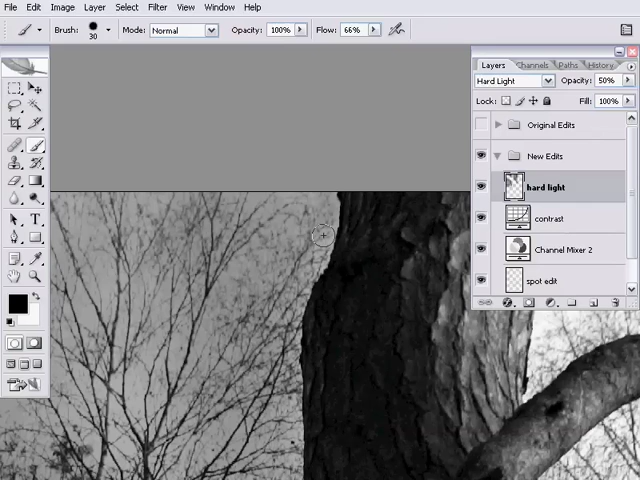 File Edit Image Layer Select Filter View Window Help
Brush: 30 Mode: Normal Opacity: 100% Flow: 66%
Layers Channels Paths History
Hard Light Opacity: 50%
Lock: Fill: 100%
Original Edits
New Edits
hard light
contrast
Channel Mixer 2
spot edit